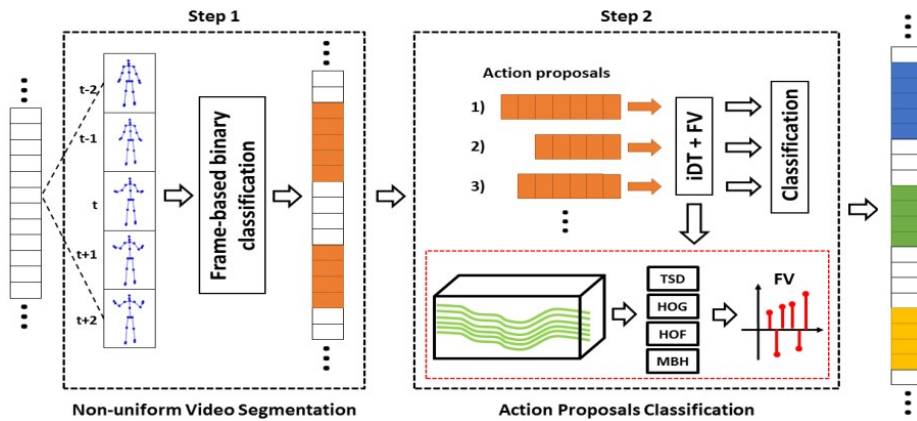 Step 1
Step 2
t-2
t-1
t
t+1
t+2
Frame-based binary
classification
Action proposals
1)
2)
3)
iDT + FV
Classification
TSD
HOG
HOF
MBH
FV
Non-uniform Video Segmentation
Action Proposals Classification